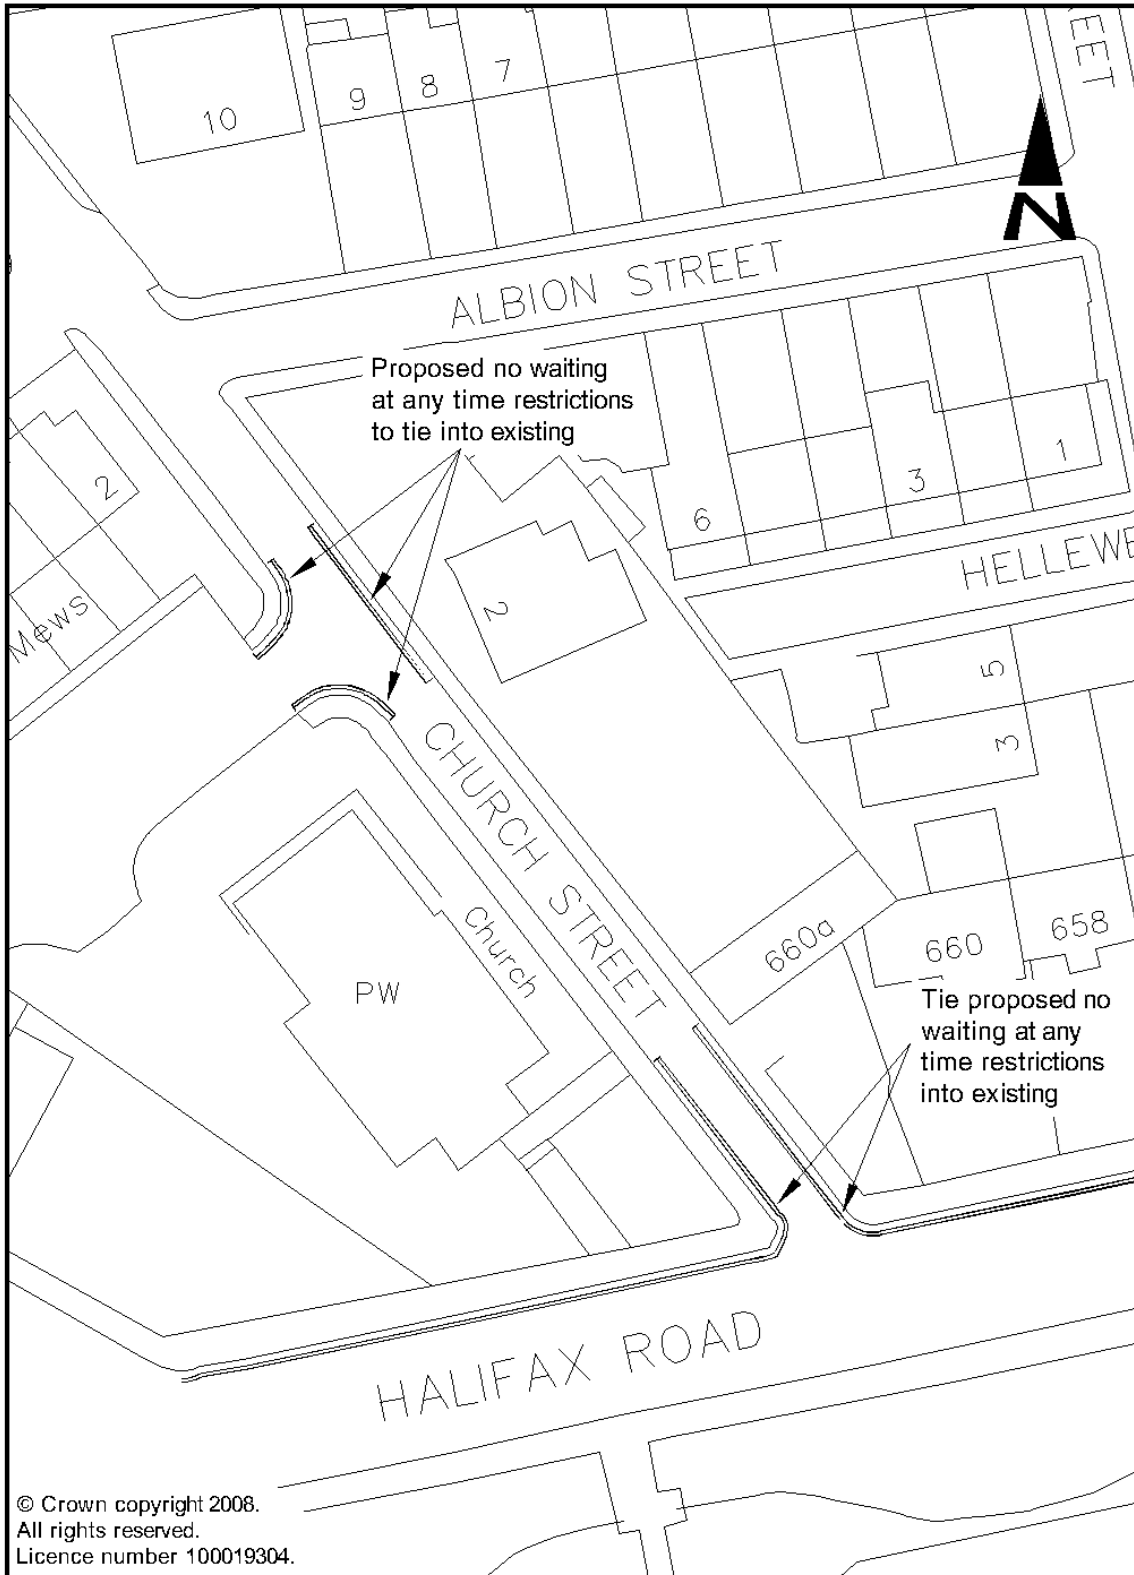 EET
10
9
8
7
N
ALBION STREET
Proposed no waiting
at any time restrictions
to tie into existing
2
1
3
6
HELLEWE
2
Mews
5
3
CHURCH STREET
Church
660a
660
658
PW
Tie proposed no
waiting at any
time restrictions
into existing
HALIFAX ROAD
© Crown copyright 2008.
All rights reserved.
Licence number 100019304.